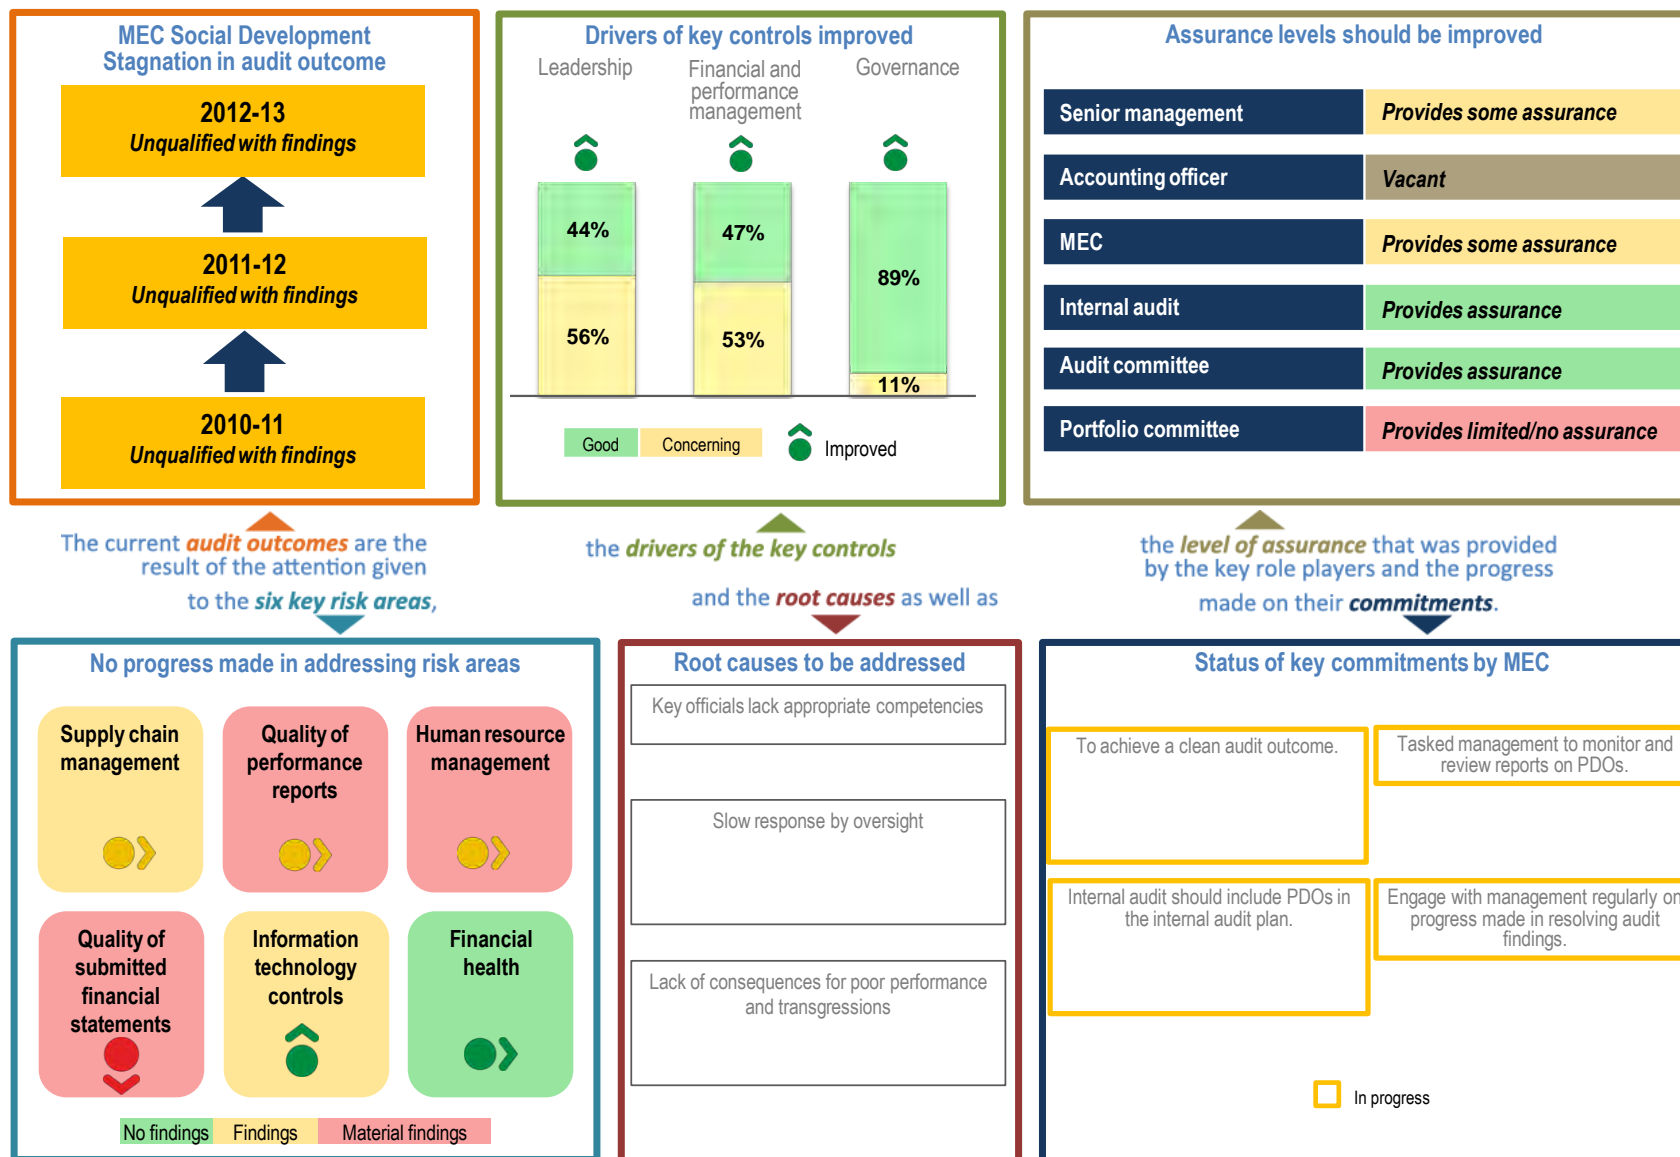 MEC Social Development
Stagnation in audit outcome
2012-13
Unqualified with findings
2011-12
Unqualified with findings
2010-11
Unqualified with findings
Drivers of key controls improved
Leadership
Financial and
performance
management
Governance
44%
47%
89%
56%
53%
11%
Good
Concerning
Improved
Assurance levels should be improved
Senior management
Provides some assurance
Accounting officer
Vacant
MEC
Provides some assurance
Internal audit
Provides assurance
Audit committee
Provides assurance
Portfolio committee
Provides limited/no assurance
The current audit outcomes are the
result of the attention given
to the six key risk areas,
the drivers of the key controls
and the root causes as well as
the level of assurance that was provided
by the key role players and the progress
made on their commitments.
No progress made in addressing risk areas
Supply chain
management
Quality of
performance
reports
Human resource
management
Quality of
submitted
financial
statements
Information
technology
controls
Financial
health
No findings
Findings
Material findings
Root causes to be addressed
Key officials lack appropriate competencies
Slow response by oversight
Lack of consequences for poor performance
and transgressions
Status of key commitments by MEC
To achieve a clean audit outcome.
Tasked management to monitor and
review reports on PDOs.
Internal audit should include PDOs in
the internal audit plan.
Engage with management regularly on
progress made in resolving audit
findings.
In progress